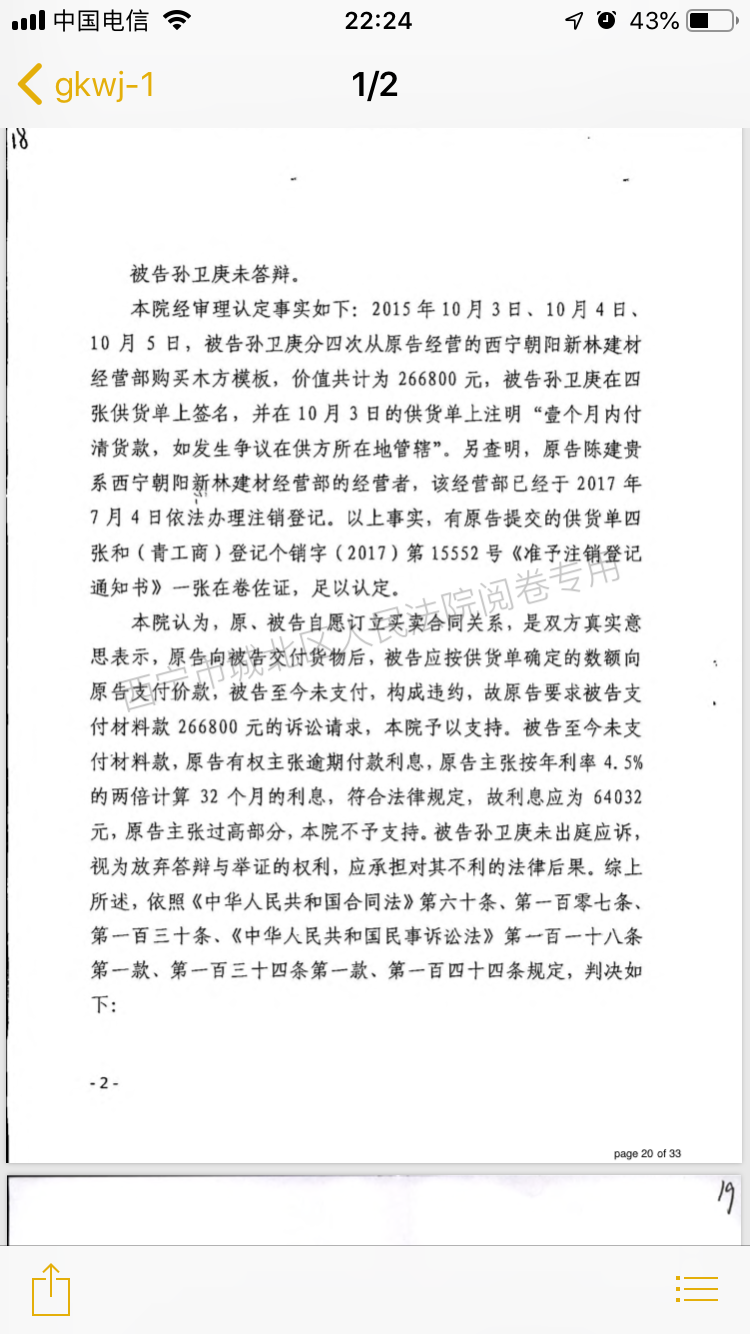 中国电信
22:24
43%
gkwj-1
1/2
18
被告孙卫庚未答辩。
本院经审理认定事实如下：2015年10月3日、10月4日、
10月5日，被告孙卫庚分四次从原告经营的西宁朝阳新林建材
经营部购买木方模板，价值共计为266800元，被告孙卫庚在四
张供货单上签名，并在10月3日的供货单上注明“壹个月内付
清货款，如发生争议在供方所在地管辖”。另查明，原告陈建贵
系西宁朝阳新林建材经营部的经营者，该经营部已经于2017年
7月4日依法办理注销登记。以上事实，有原告提交的供货单四
张和（青工商）登记个销字（2017）第15552号《准予注销登记
通知书》一张在卷佐证，足以认定。
本院认为，原、被告自愿订立买卖合同关系，是双方真实意
思表示，原告向被告交付货物后，被告应按供货单确定的数额向
原告支付价款，被告至今未支付，构成违约，故原告要求被告支
付材料款266800元的诉讼请求，本院予以支持。被告至今未支
付材料款，原告有权主张逾期付款利息，原告主张按年利率4.5%
的两倍计算32个月的利息，符合法律规定，故利息应为64032
元，原告主张过高部分，本院不予支持。被告孙卫庚未出庭应诉，
视为放弃答辩与举证的权利，应承担对其不利的法律后果。综上
所述，依照《中华人民共和国合同法》第六十条、第一百零七条、
第一百三十条、《中华人民共和国民事诉讼法》第一百一十八条
第一款、第一百三十四条第一款、第一百四十四条规定，判决如
下：
西宁市城北区人民法院阅卷专用
-2-
page 20 of 33
19